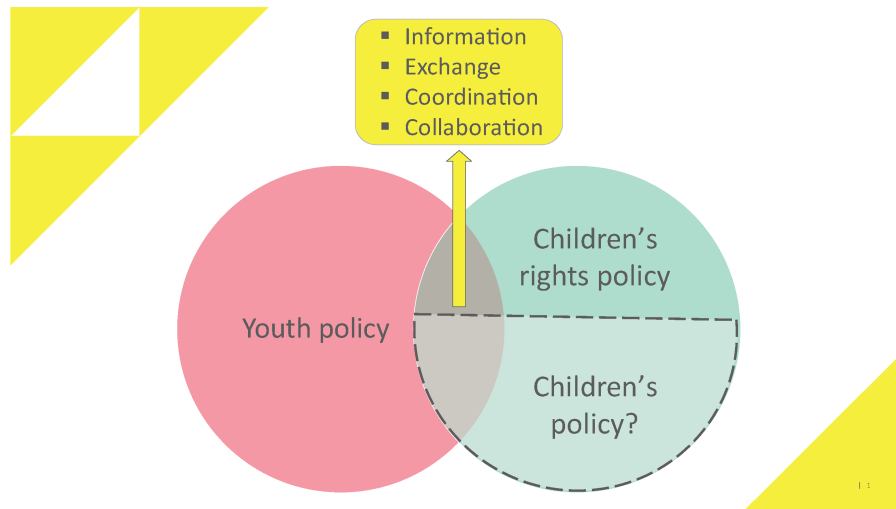 ▪ Information
▪ Exchange
▪ Coordination
▪ Collaboration
Children's
rights policy
Youth policy
Children's
policy?
| 1